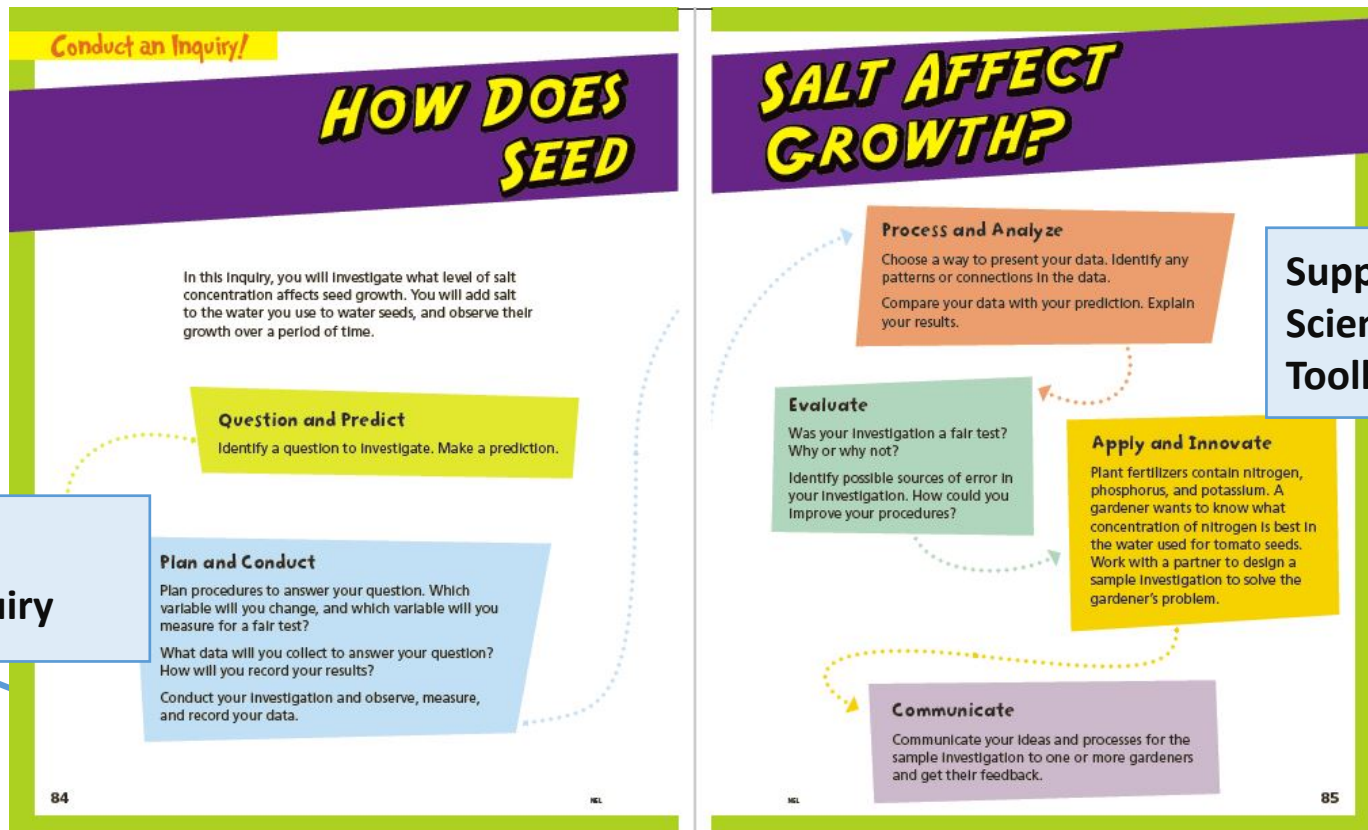 Conduct an Inquiry!
HOW DOES
SEED
In this inquiry, you will investigate what level of salt
concentration affects seed growth. You will add salt
to the water you use to water seeds, and observe their
growth over a period of time.
Question and Predict
Identify a question to investigate. Make a prediction.
iry
Plan and Conduct
Plan procedures to answer your question. Which
variable will you change, and which variable will you
measure for a fair test?
What data will you collect to answer your question?
How will you record your results?
Conduct your investigation and observe, measure,
and record your data.
84
NEL
SALT AFFECT
GROWTH?
Process and Analyze
Choose a way to present your data. Identify any
patterns or connections in the data.
Compare your data with your prediction. Explain
your results.
Supp
Scien
Tool
Evaluate
Was your investigation a fair test?
Why or why not?
Identify possible sources of error in
your investigation. How could you
improve your procedures?
Apply and Innovate
Plant fertilizers contain nitrogen,
phosphorus, and potassium. A
gardener wants to know what
concentration of nitrogen is best in
the water used for tomato seeds.
Work with a partner to design a
sample investigation to solve the
gardener's problem.
Communicate
Communicate your ideas and processes for the
sample investigation to one or more gardeners
and get their feedback.
NEL
85